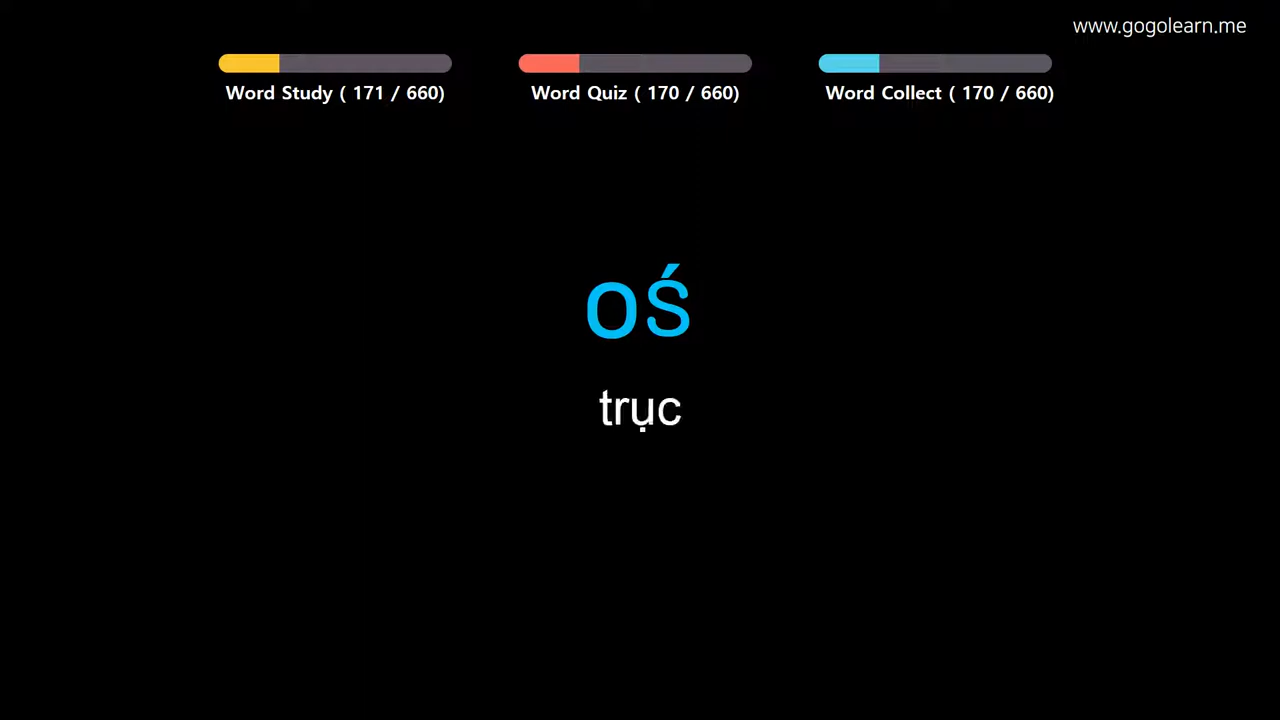 www.gogolearn.me
Word Study ( 171 / 660)
Word Quiz ( 170 / 660)
Word Collect ( 170 / 660)
oś
trục